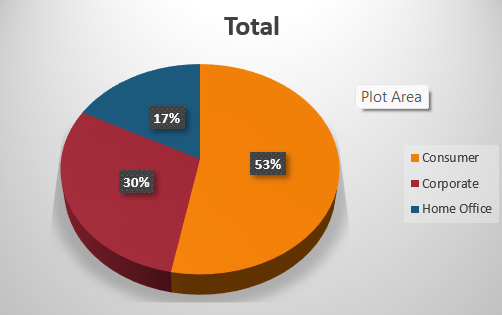 Total
Plot Area
17%
53%
30%
Consumer
Corporate
Home Office